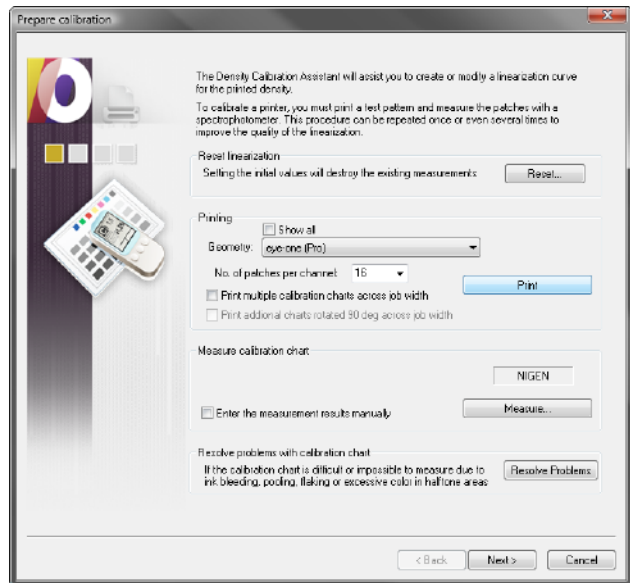 Prepare calibration
The Density Calibration Assistant will assist you to create or modify a linearization curve
for the printed density.
To calibrate a printer, you must print a test pattern and measure the patches with a
spectrophotometer. This procedure can be repeated once or even several times to
improve the quality of the linearization.
Reset linearization
Setting the initial values will destroy the existing measurements
Reset...
Printing
Show all
Geometry: eye-one (Pro)
No. of patches per channel: 16
Print multiple calibration charts across job width
Print
Print addional charts rotated 90 deg across job width
Measure calibration chart
NIGEN
Enter the measurement results manually
Measure...
Resolve problems with calibration chart
If the calibration chart is difficult or impossible to measure due to
ink bleeding, pooling, flaking or excessive color in halftone areas
Resolve Problems
< Back
Next >
Cancel